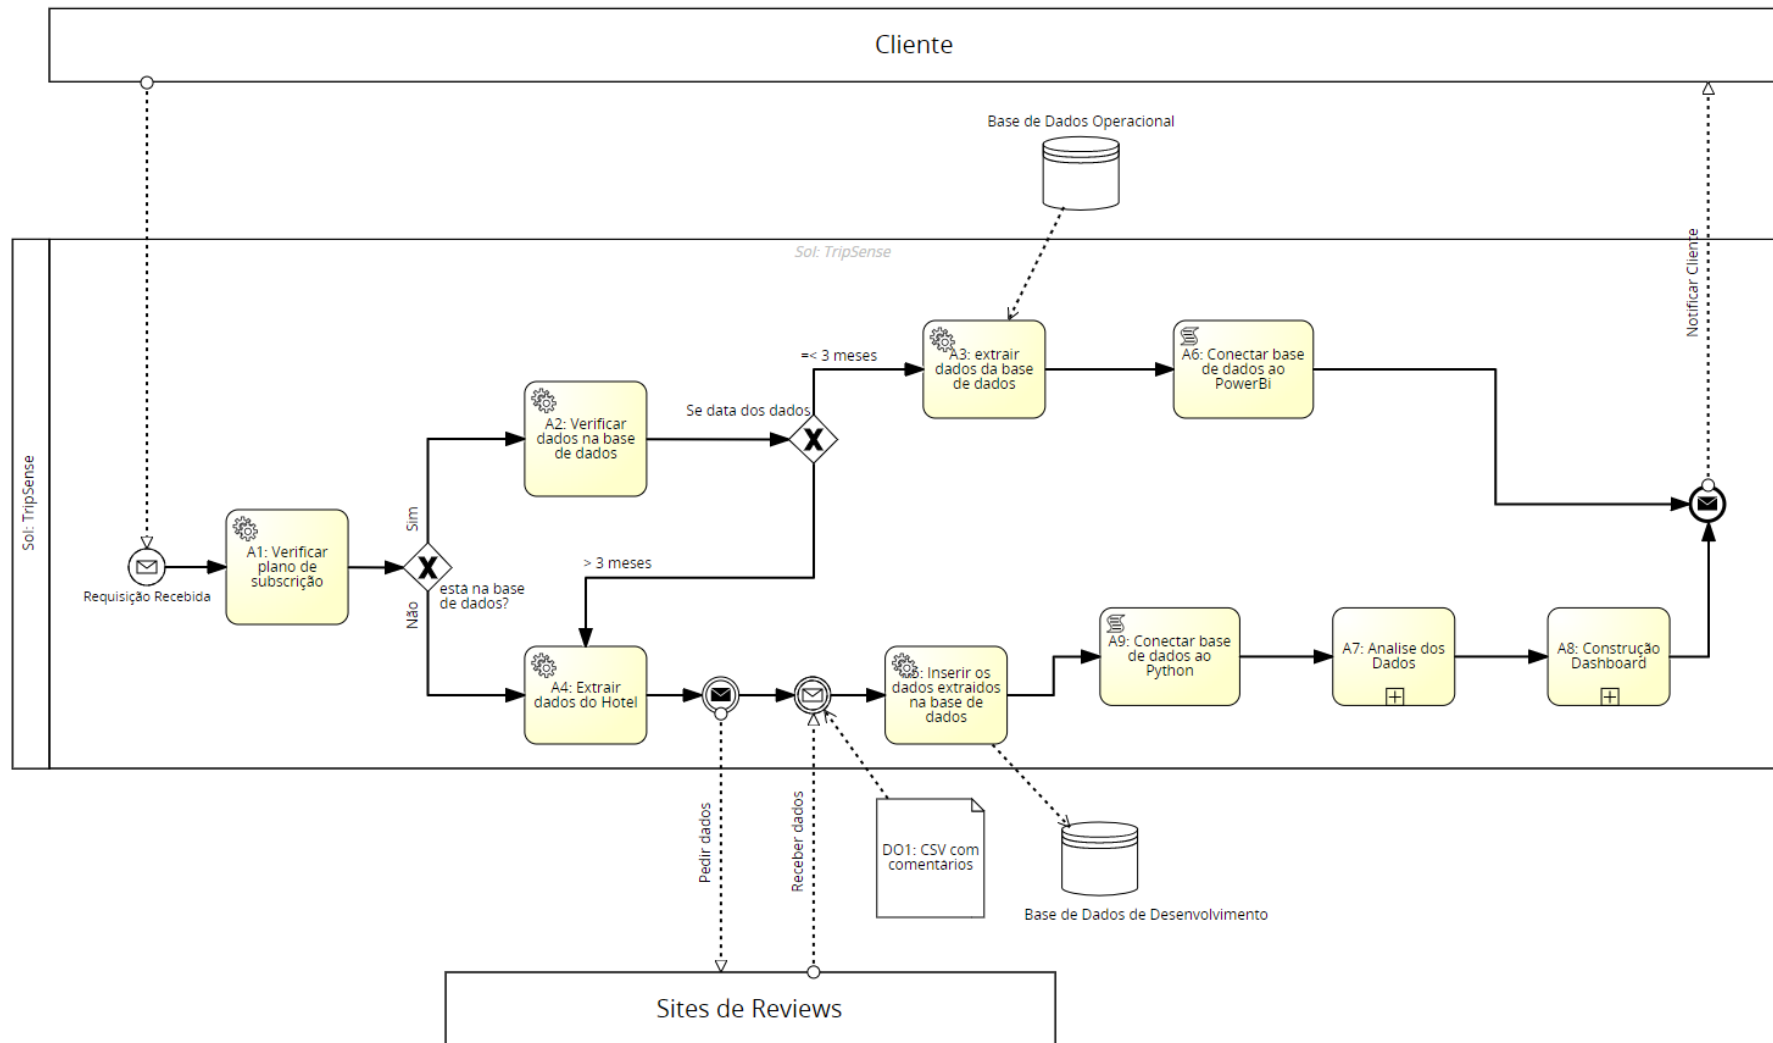 Cliente
Base de Dados Operacional
Sol: TripSense
Sol: TripSense
Notificar Cliente
=< 3 meses
A3: extrair
dados da base
de dados
A6: Conectar base
de dados ao
PowerBi
A2: Verificar
dados na base
de dados
Se data dos dados
Sim
A1: Verificar
plano de
subscrição
> 3 meses
Requisição Recebida
está na base
de dados?
Não
A4: Extrair
dados do Hotel
5: Inserir os
dados extraidos
na base de
dados
A9: Conectar base
de dados ao
Python
A7: Analise dos
Dados
A8: Construção
Dashboard
Pedir dados
Receber dados
DO1: CSV com
comentários
Base de Dados de Desenvolvimento
Sites de Reviews